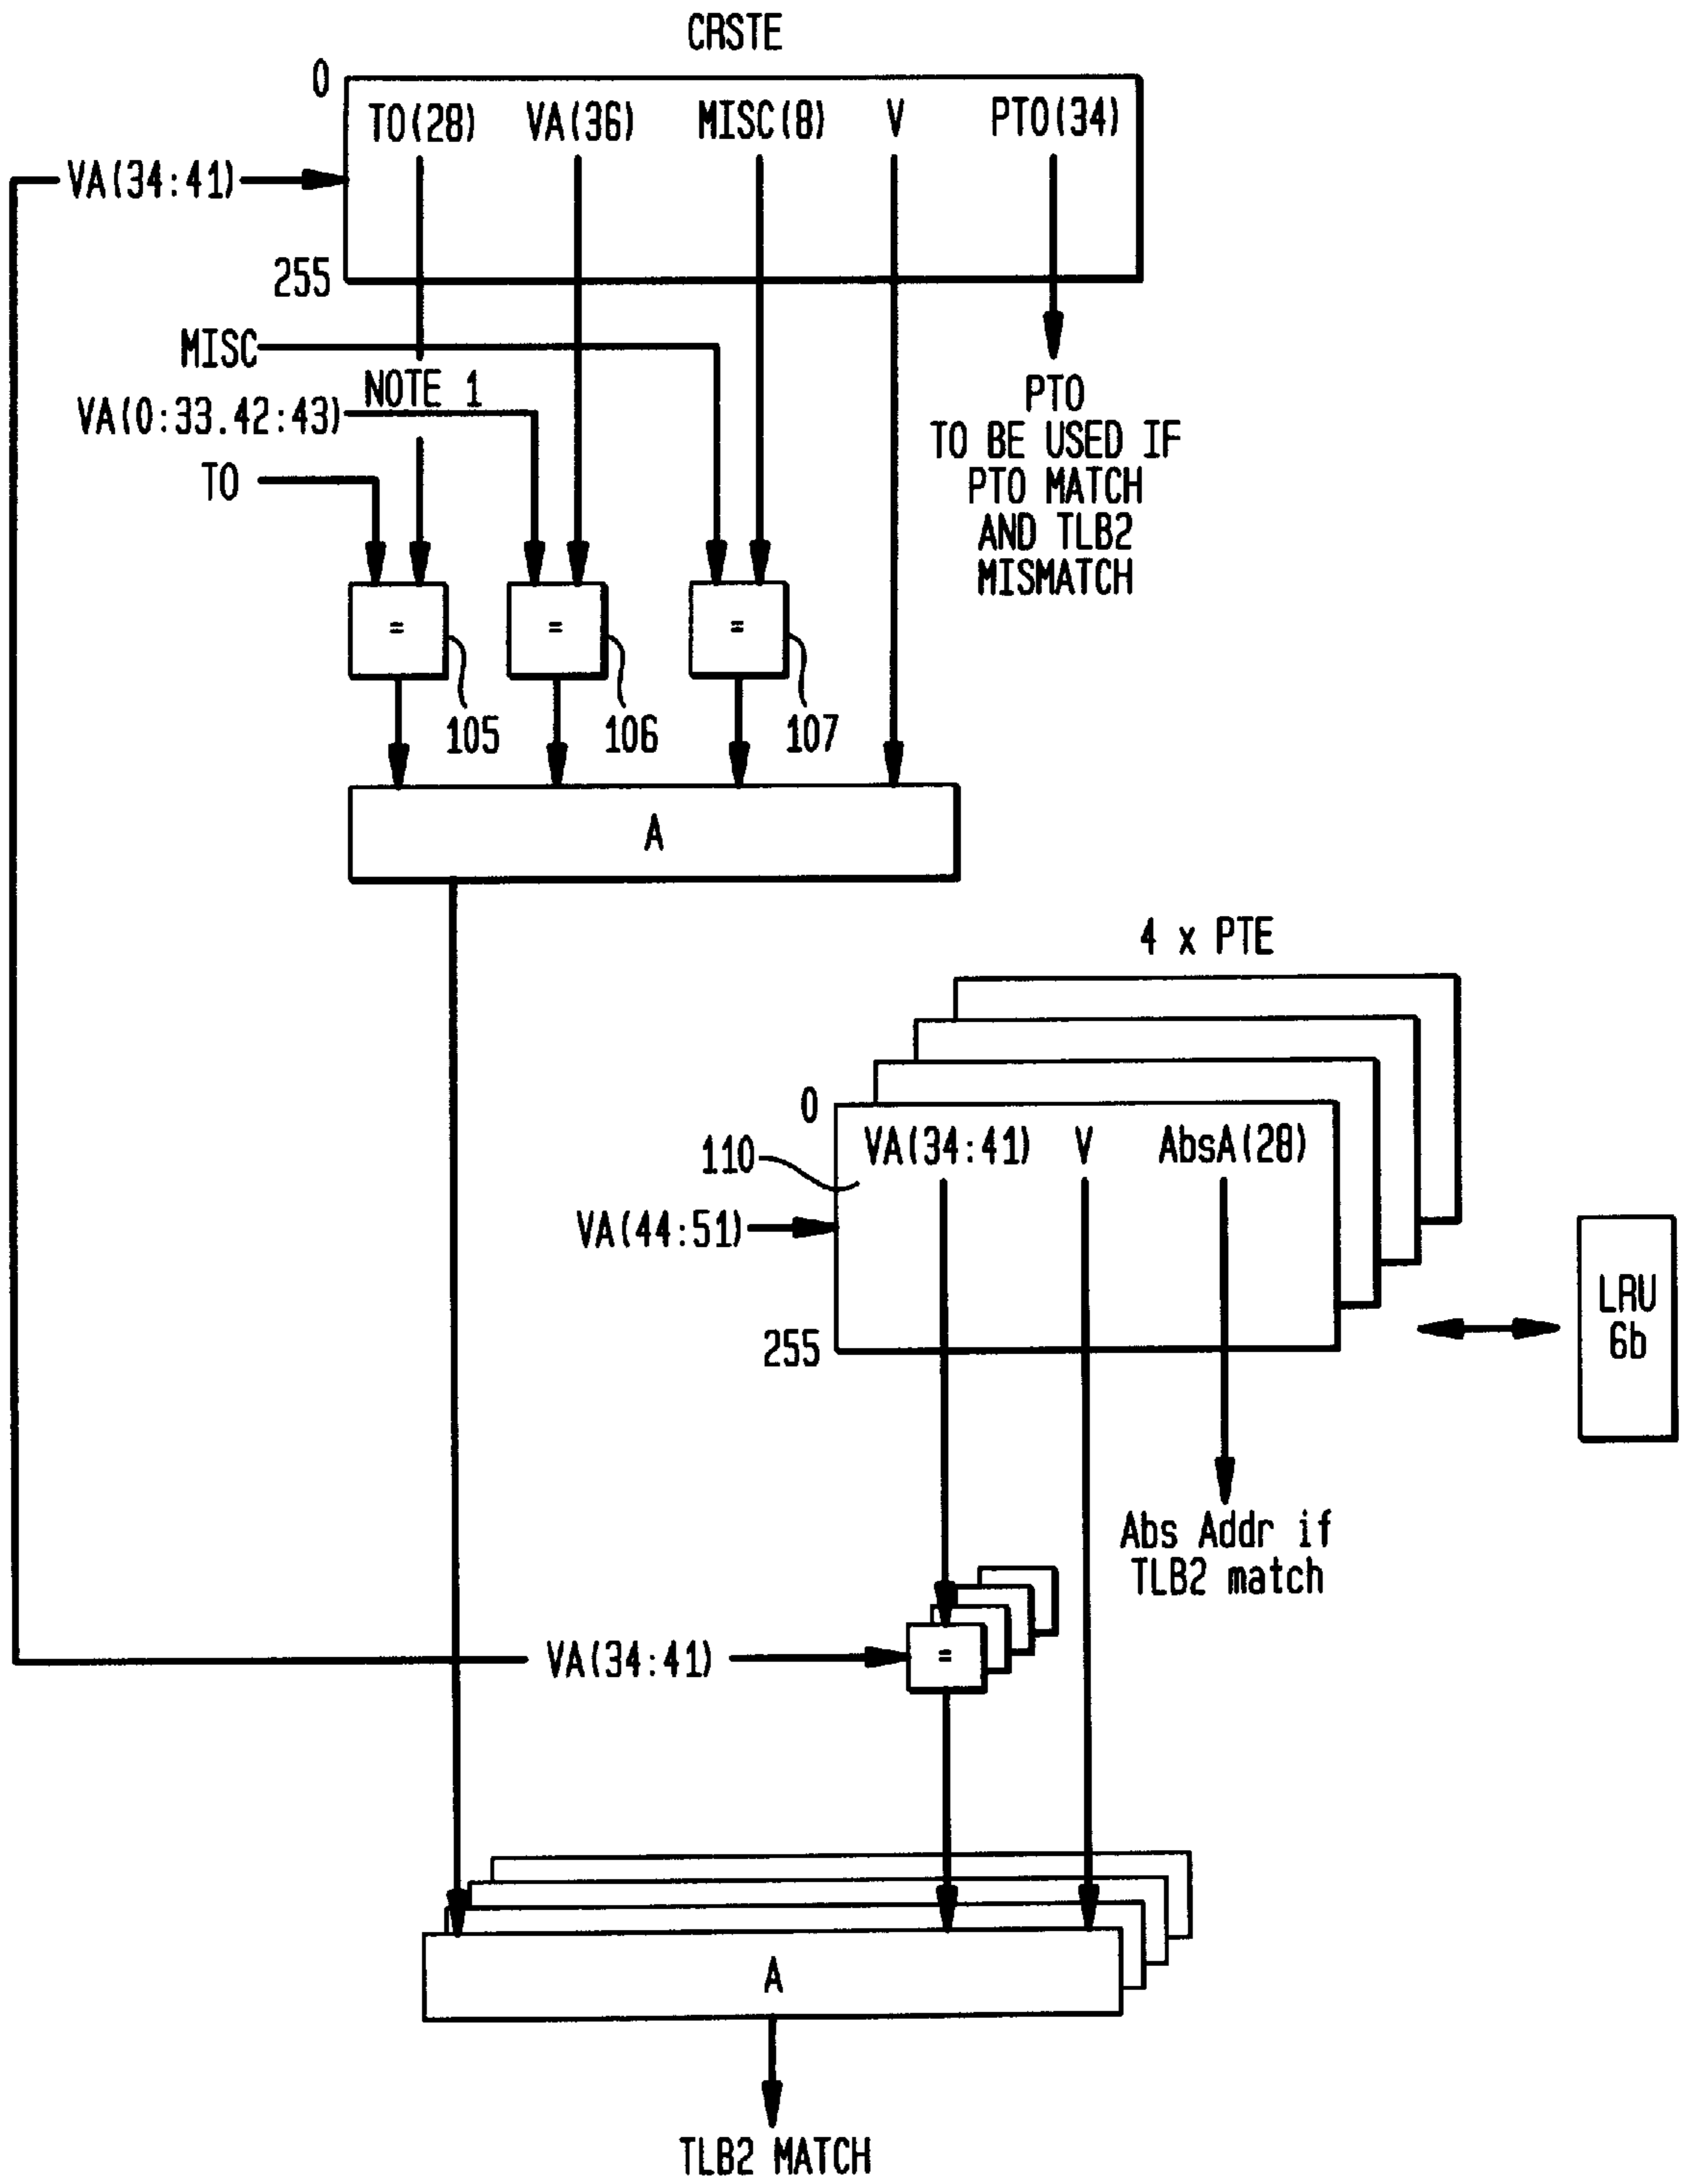 CRSTE
0
TO(28) VA(36) MISC(8) V PTO(34)
VA(34:41)
255
MISC
NOTE 1
VA(0:33.42:43)
TO
PTO
TO BE USED IF
PTO MATCH
AND TLB2
MISMATCH
= = =
105 106 107
A
4 x PTE
0
110
VA(34:41) V AbsA(28)
VA(44:51)
255
LRU
6b
Abs Addr if
TLB2 match
VA(34:41)
=
A
TLB2 MATCH